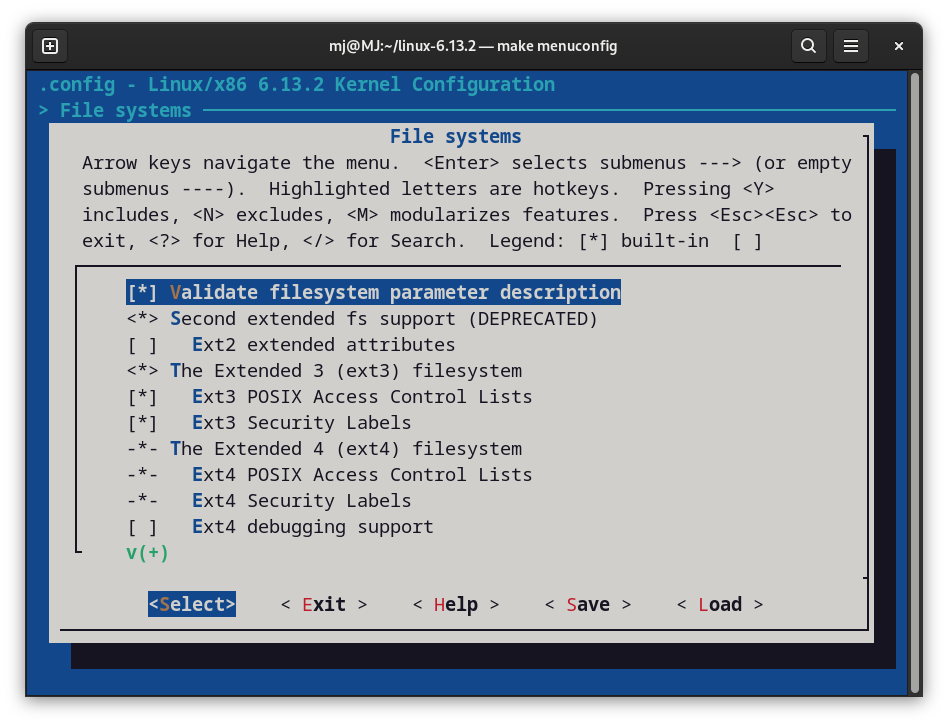 mj@MJ:~/linux-6.13.2 — make menuconfig
.config - Linux/x86 6.13.2 Kernel Configuration
> File systems
File systems
Arrow keys navigate the menu.  <Enter> selects submenus ---> (or empty
submenus ----).  Highlighted letters are hotkeys.  Pressing <Y>
includes, <N> excludes, <M> modularizes features.  Press <Esc><Esc> to
exit, <?> for Help, </> for Search.  Legend: [*] built-in  [ ]
[*] Validate filesystem parameter description
<*> Second extended fs support (DEPRECATED)
[ ]   Ext2 extended attributes
<*> The Extended 3 (ext3) filesystem
[*]   Ext3 POSIX Access Control Lists
[*]   Ext3 Security Labels
-*- The Extended 4 (ext4) filesystem
-*-   Ext4 POSIX Access Control Lists
-*-   Ext4 Security Labels
[ ]   Ext4 debugging support
v(+)
<Select>    < Exit >    < Help >    < Save >    < Load >